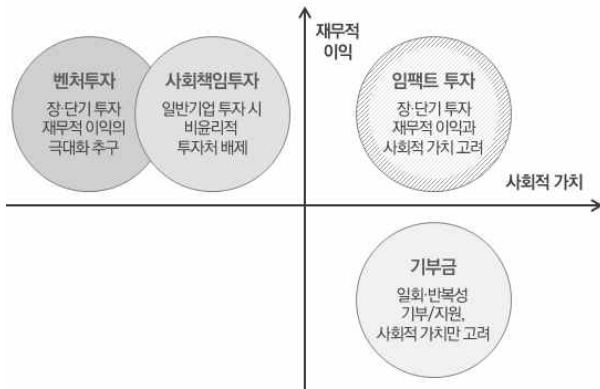 재무적
이익
벤처투자
장·단기 투자
재무적 이익의
극대화 추구
사회책임투자
일반기업 투자 시
비윤리적
투자처 배제
임팩트 투자
장·단기 투자
재무적 이익과
사회적 가치 고려
사회적 가치
기부금
일회·반복성
기부/지원,
사회적 가치만 고려